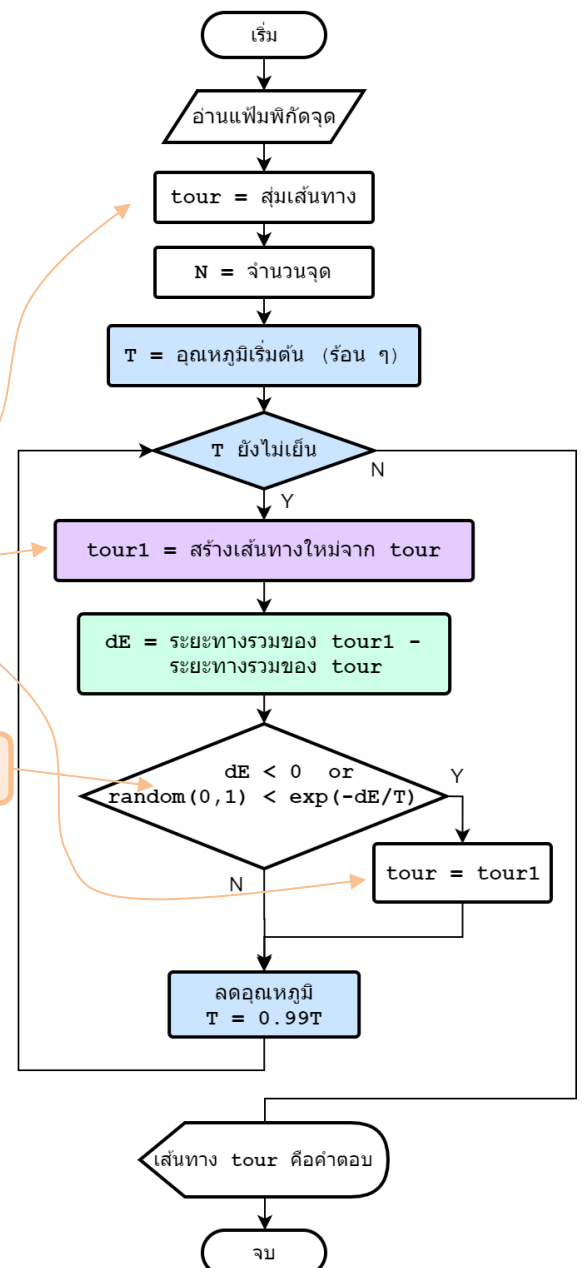 เริ่ม
อ่านแฟ้มพิกัดจุด
tour = สุ่มเส้นทาง
N = จำนวนจุด
T = อุณหภูมิเริ่มต้น (ร้อน ๆ)
T ยังไม่เย็น
N
Y
tour1 = สร้างเส้นทางใหม่จาก tour
dE = ระยะทางรวมของ tour1 -
ระยะทางรวมของ tour
dE < 0 or
random(0,1) < exp(-dE/T)
Y
tour = tour1
N
ลดอุณหภูมิ
T = 0.99T
เส้นทาง tour คือคำตอบ
จบ